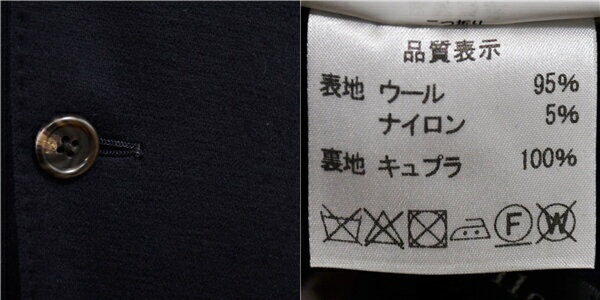 品質表示
表地 ウール 95%
ナイロン 5%
裏地 キュプラ 100%
F W